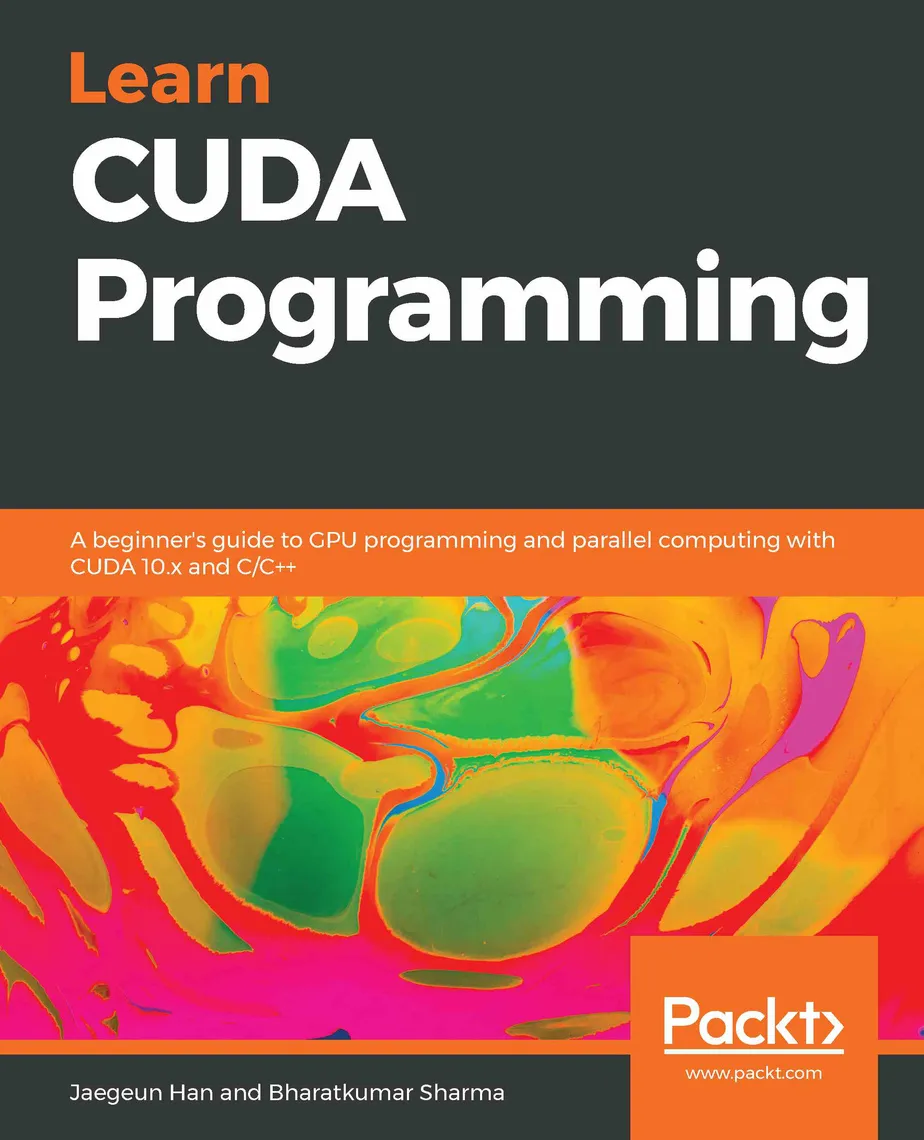 Learn
CUDA
Programming
A beginner's guide to GPU programming and parallel computing with
CUDA 10.x and C/C++
Packt>
www.packt.com
Jaegeun Han and Bharatkumar Sharma